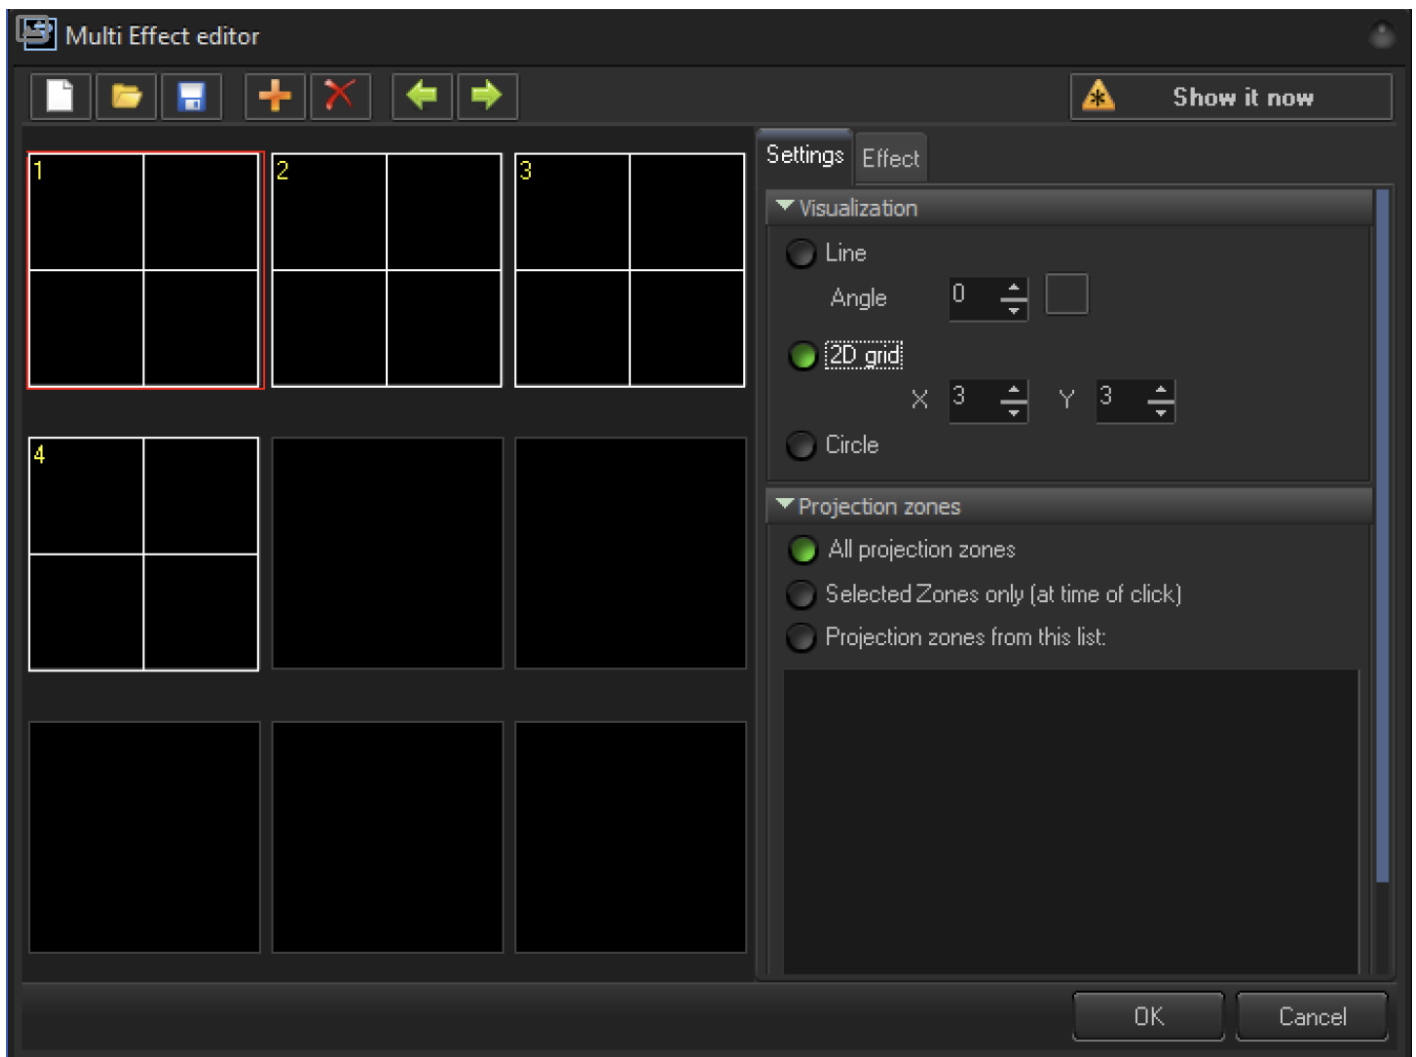 Multi Effect editor
Show it now
1
2
3
4
Settings
Effect
Visualization
Line
Angle 0
2D grid
X 3 Y 3
Circle
Projection zones
All projection zones
Selected Zones only (at time of click)
Projection zones from this list:
OK
Cancel